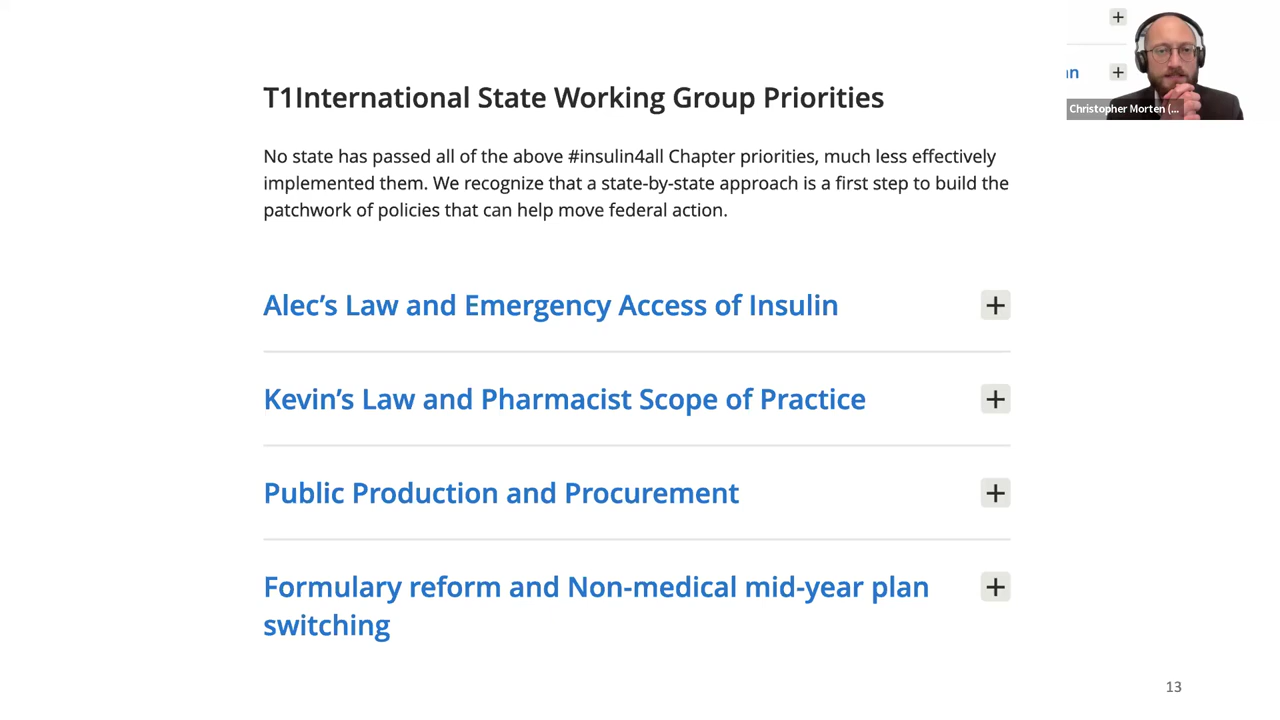 T1International State Working Group Priorities
No state has passed all of the above #insulin4all Chapter priorities, much less effectively
implemented them. We recognize that a state-by-state approach is a first step to build the
patchwork of policies that can help move federal action.
Alec's Law and Emergency Access of Insulin
Kevin's Law and Pharmacist Scope of Practice
Public Production and Procurement
Formulary reform and Non-medical mid-year plan
switching
13
an
Christopher Morten (...